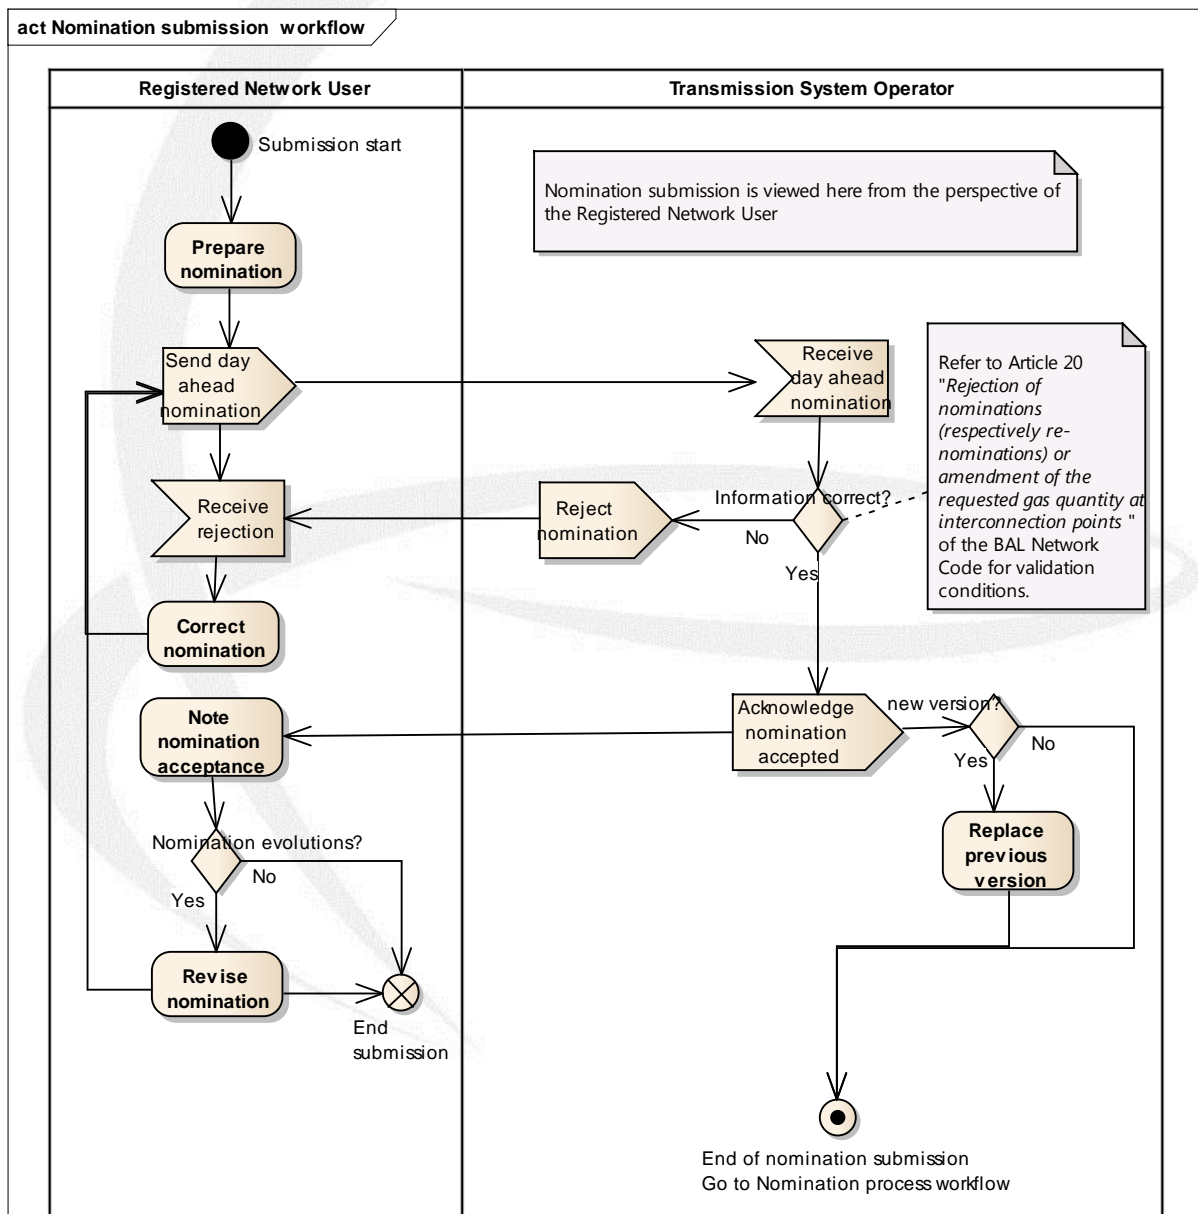 act Nomination submission workflow
Registered Network User
Transmission System Operator
Submission start
Nomination submission is viewed here from the perspective of
the Registered Network User
Prepare
nomination
Send day
ahead
nomination
Receive
day ahead
nomination
Refer to Article 20
"Rejection of
nominations
(respectively re-
nominations) or
amendment of the
requested gas quantity at
interconnection points "
of the BAL Network
Code for validation
conditions.
Information correct?
Receive
rejection
Reject
nomination
No
Yes
Correct
nomination
Note
nomination
acceptance
Acknowledge
nomination
accepted
new version?
No
Yes
Replace
previous
version
Nomination evolutions?
No
Yes
Revise
nomination
End
submission
End of nomination submission
Go to Nomination process workflow